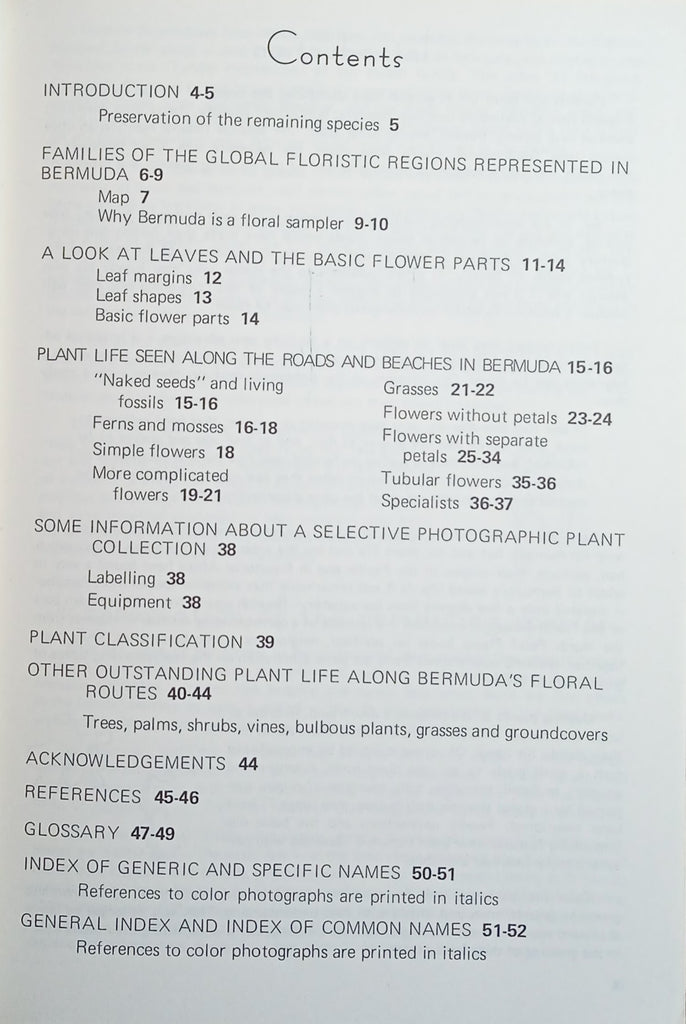 Contents
INTRODUCTION 4-5
Preservation of the remaining species 5
FAMILIES OF THE GLOBAL FLORISTIC REGIONS REPRESENTED IN
BERMUDA 6-9
Map 7
Why Bermuda is a floral sampler 9-10
A LOOK AT LEAVES AND THE BASIC FLOWER PARTS 11-14
Leaf margins 12
Leaf shapes 13
Basic flower parts 14
PLANT LIFE SEEN ALONG THE ROADS AND BEACHES IN BERMUDA 15-16
"Naked seeds" and living
fossils 15-16
Ferns and mosses 16-18
Simple flowers 18
More complicated
flowers 19-21
Grasses 21-22
Flowers without petals 23-24
Flowers with separate
petals 25-34
Tubular flowers 35-36
Specialists 36-37
SOME INFORMATION ABOUT A SELECTIVE PHOTOGRAPHIC PLANT
COLLECTION 38
Labelling 38
Equipment 38
PLANT CLASSIFICATION 39
OTHER OUTSTANDING PLANT LIFE ALONG BERMUDA'S FLORAL
ROUTES 40-44
Trees, palms, shrubs, vines, bulbous plants, grasses and groundcovers
ACKNOWLEDGEMENTS 44
REFERENCES 45-46
GLOSSARY 47-49
INDEX OF GENERIC AND SPECIFIC NAMES 50-51
References to color photographs are printed in italics
GENERAL INDEX AND INDEX OF COMMON NAMES 51-52
References to color photographs are printed in italics